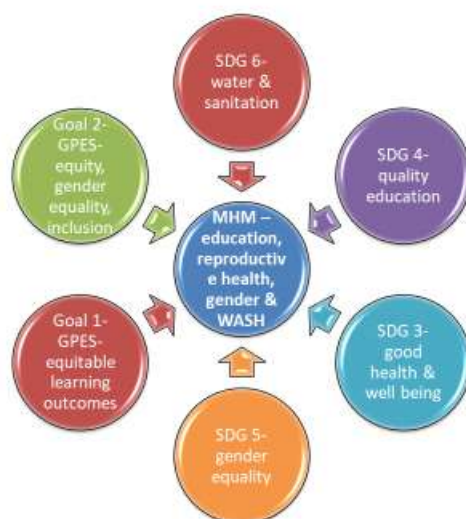 SDG 6-
water &
sanitation
Goal 2-
GPES-
equity,
gender
equality,
inclusion
SDG 4-
quality
education
MHM –
education,
reproductiv
e health,
gender &
WASH
Goal 1-
GPES-
equitable
learning
outcomes
SDG 3-
good
health &
well being
SDG 5-
gender
equality